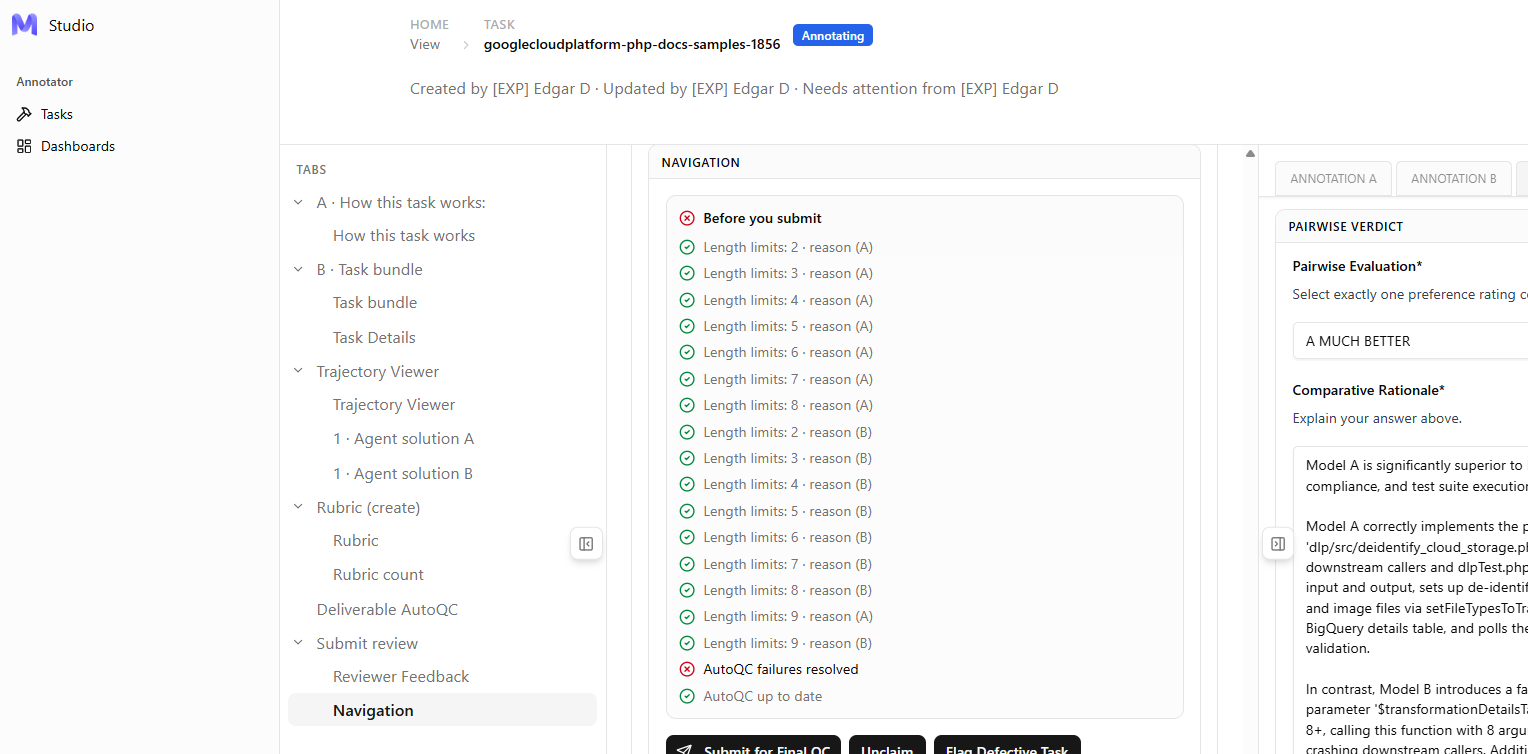 Studio
Annotator
Tasks
Dashboards
HOME
View
TASK
googlecloudplatform-php-docs-samples-1856
Annotating
Created by [EXP] Edgar D · Updated by [EXP] Edgar D · Needs attention from [EXP] Edgar D
TABS
A · How this task works:
How this task works
B · Task bundle
Task bundle
Task Details
Trajectory Viewer
Trajectory Viewer
1 · Agent solution A
1 · Agent solution B
Rubric (create)
Rubric
Rubric count
Deliverable AutoQC
Submit review
Reviewer Feedback
Navigation
NAVIGATION
Before you submit
Length limits: 2 · reason (A)
Length limits: 3 · reason (A)
Length limits: 4 · reason (A)
Length limits: 5 · reason (A)
Length limits: 6 · reason (A)
Length limits: 7 · reason (A)
Length limits: 8 · reason (A)
Length limits: 2 · reason (B)
Length limits: 3 · reason (B)
Length limits: 4 · reason (B)
Length limits: 5 · reason (B)
Length limits: 6 · reason (B)
Length limits: 7 · reason (B)
Length limits: 8 · reason (B)
Length limits: 9 · reason (A)
Length limits: 9 · reason (B)
AutoQC failures resolved
AutoQC up to date
Submit for Final QC
Unclaim
Flag Defective Task
ANNOTATION A
ANNOTATION B
PAIRWISE VERDICT
Pairwise Evaluation*
Select exactly one preference rating
A MUCH BETTER
Comparative Rationale*
Explain your answer above.
Model A is significantly superior to
compliance, and test suite execution
Model A correctly implements the
'dlp/src/deidentify_cloud_storage.
downstream callers and dlpTest.php
input and output, sets up de-identif
and image files via setFileTypesToTra
BigQuery details table, and polls the
validation.
In contrast, Model B introduces a fa
parameter '$transformationDetailsTa
8+, calling this function with 8 argu
crashing downstream callers. Additi